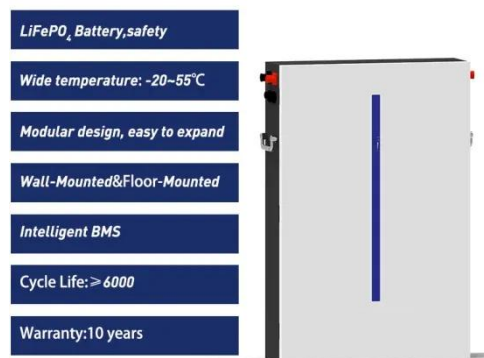 LiFePO₄ Battery,safety
Wide temperature: -20~55℃
Modular design, easy to expand
Wall-Mounted&Floor-Mounted
Intelligent BMS
Cycle Life:≥6000
Warranty:10 years